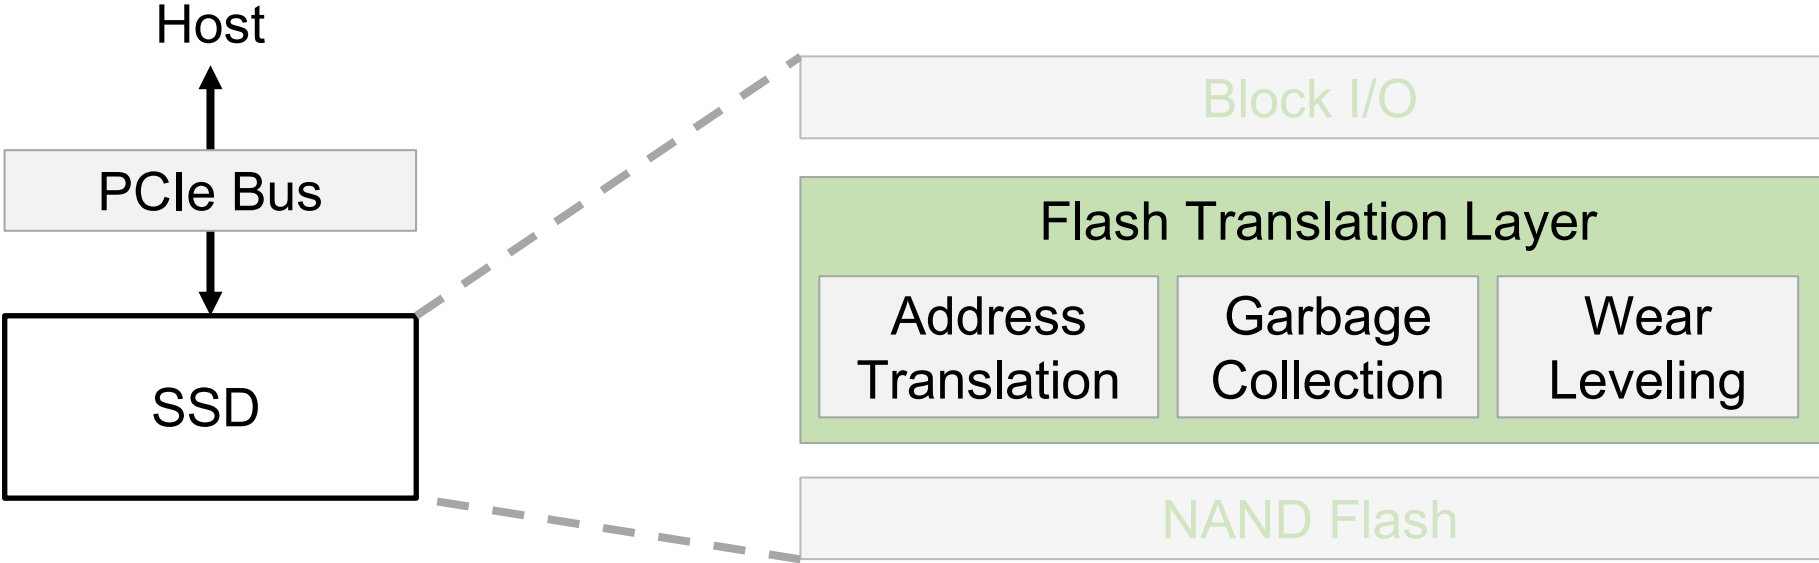 Host
PCIe Bus
SSD
Block I/O
Flash Translation Layer
Address
Translation
Garbage
Collection
Wear
Leveling
NAND Flash